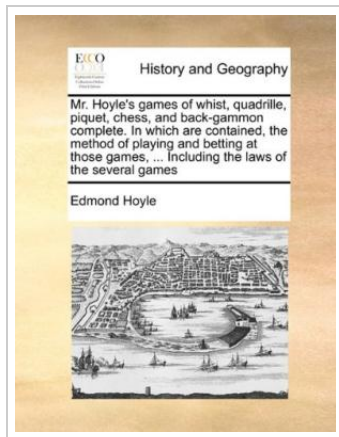 ECCO
History and Geography
Mr. Hoyle's games of whist, quadrille,
piquet, chess, and back-gammon
complete. In which are contained, the
method of playing and betting at
those games, ... Including the laws of
the several games
Edmond Hoyle